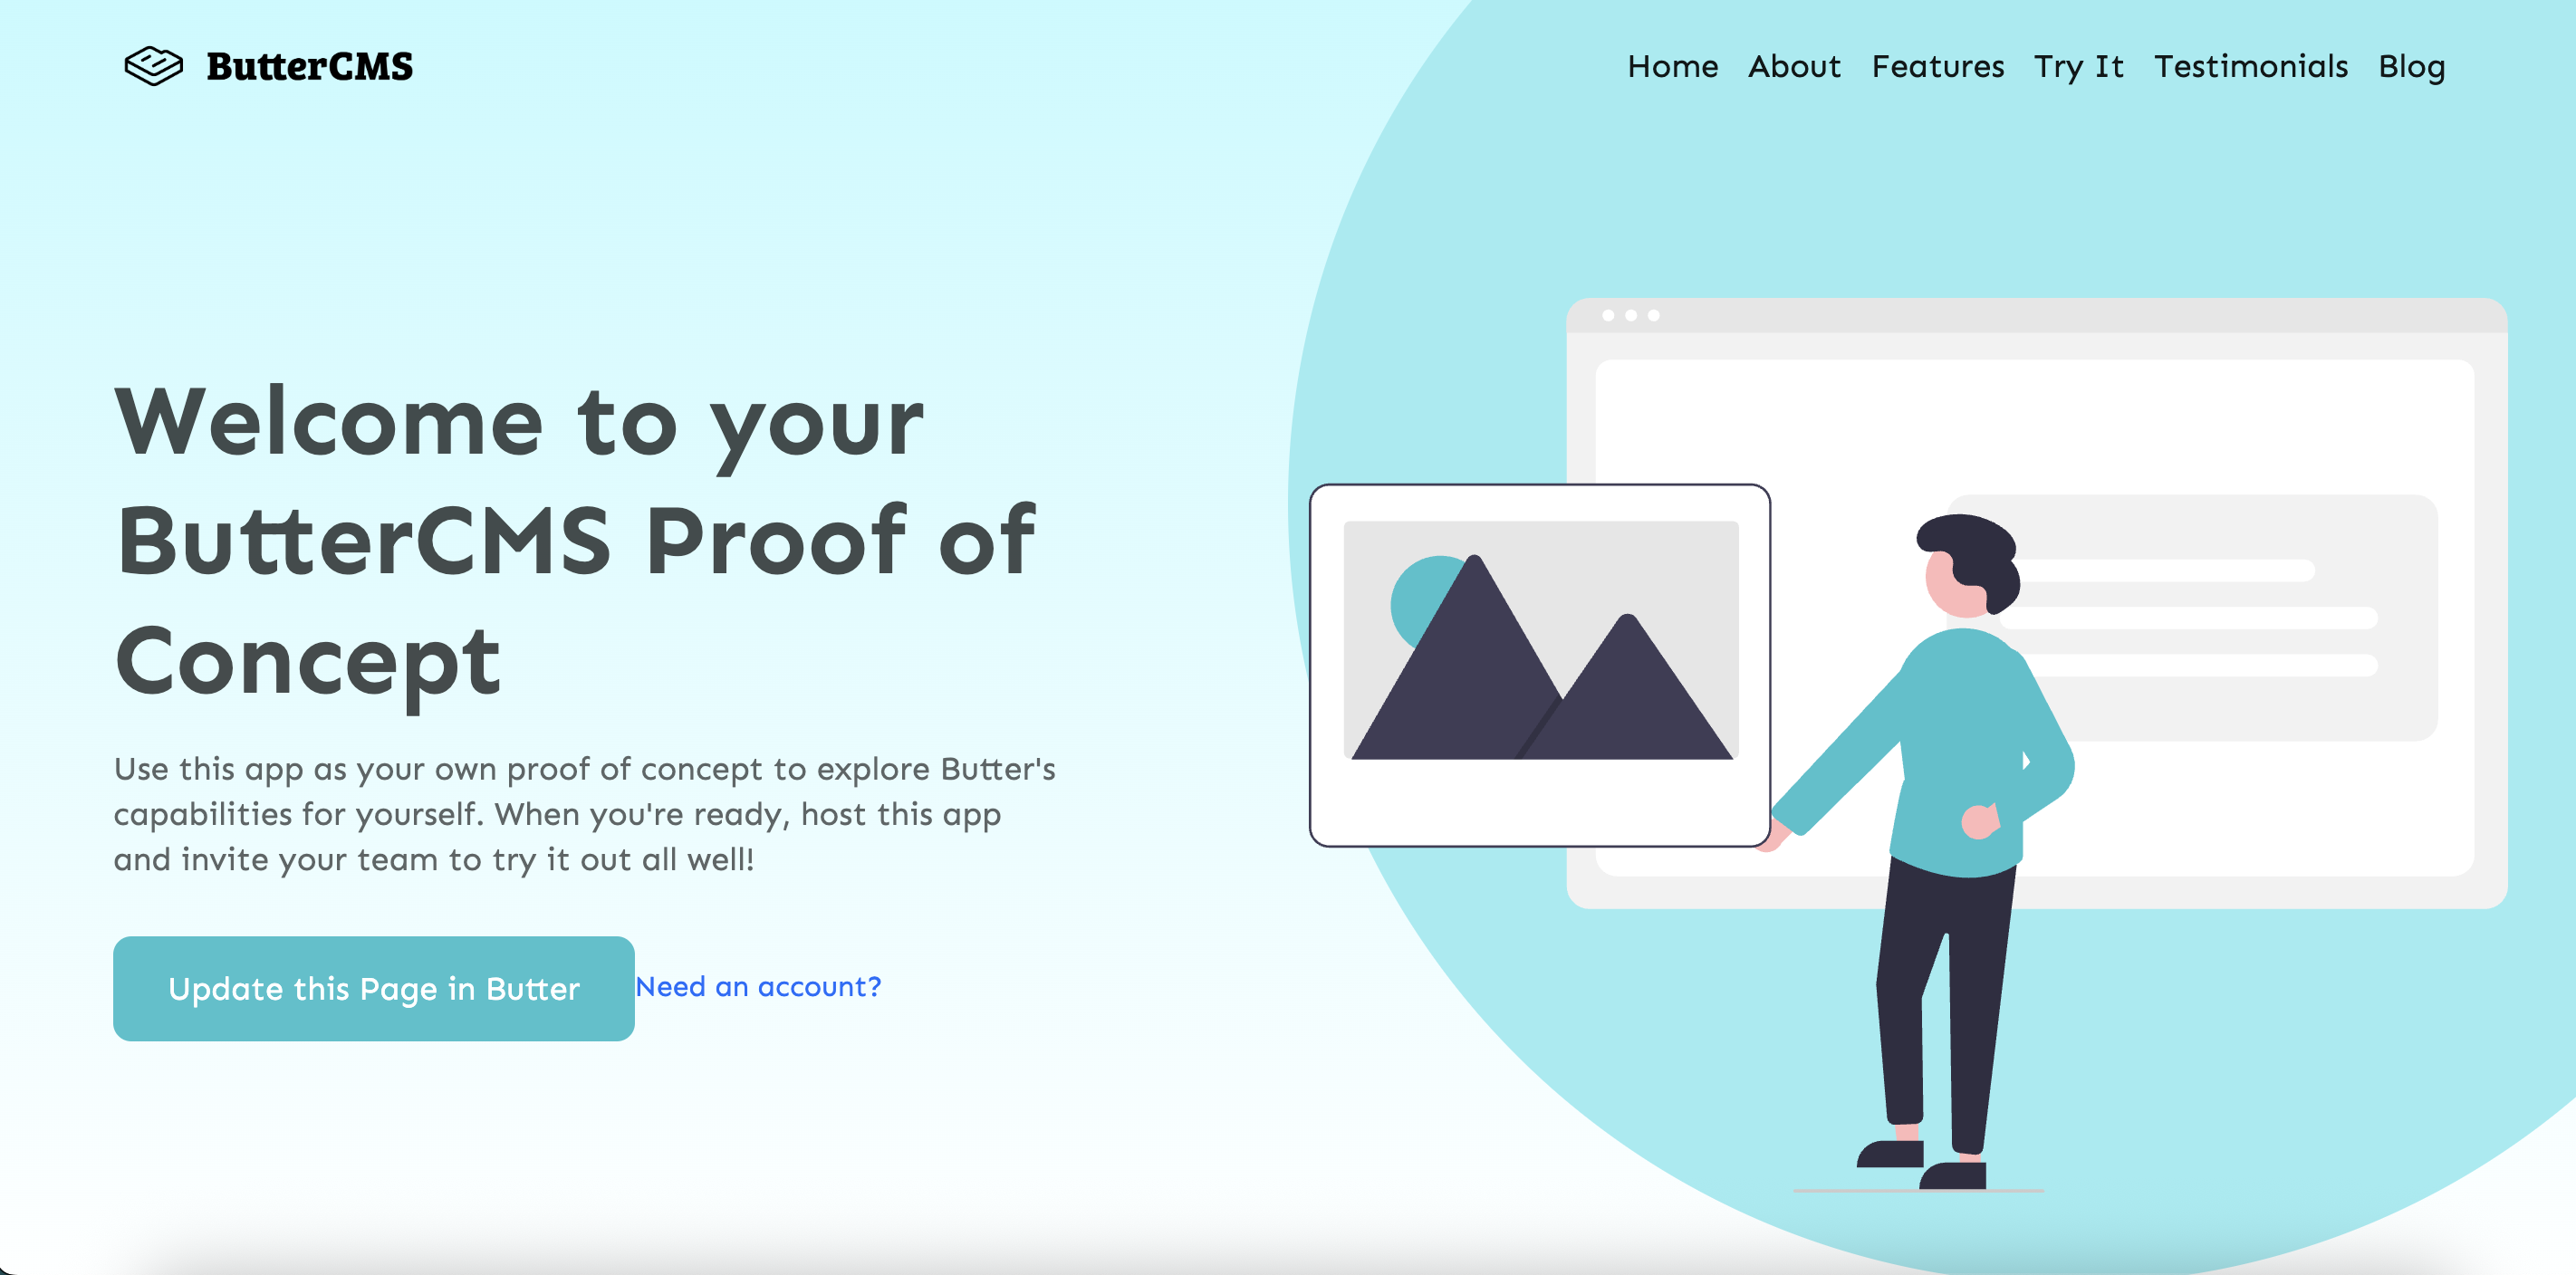 ButterCMS
Home About Features Try It Testimonials Blog
Welcome to your
ButterCMS Proof of
Concept
Use this app as your own proof of concept to explore Butter's
capabilities for yourself. When you're ready, host this app
and invite your team to try it out all well!
Update this Page in Butter
Need an account?